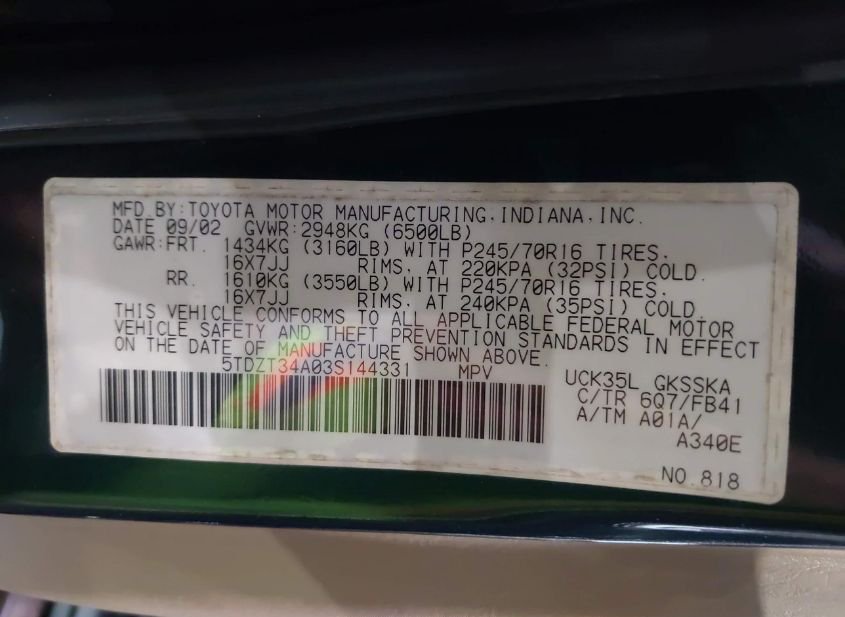 MFD.BY:TOYOTA MOTOR MANUFACTURING.INDIANA.INC.
DATE 09/02 GVWR:2948KG (6500LB)
GAWR:FRT. 1434KG (3160LB) WITH P245/70R16 TIRES.
16X7JJ RIMS. AT 220KPA (32PSI) COLD.
RR. 1610KG (3550LB) WITH P245/70R16 TIRES.
16X7JJ RIMS. AT 240KPA (35PSI) COLD.
THIS VEHICLE CONFORMS TO ALL APPLICABLE FEDERAL MOTOR
VEHICLE SAFETY AND THEFT PREVENTION STANDARDS IN EFFECT
ON THE DATE OF MANUFACTURE SHOWN ABOVE.
5TDZT34A03S144331 MPV
UCK35L GKSSKA
C/TR 6Q7/FB41
A/TM A01A/
A340E
NO.818